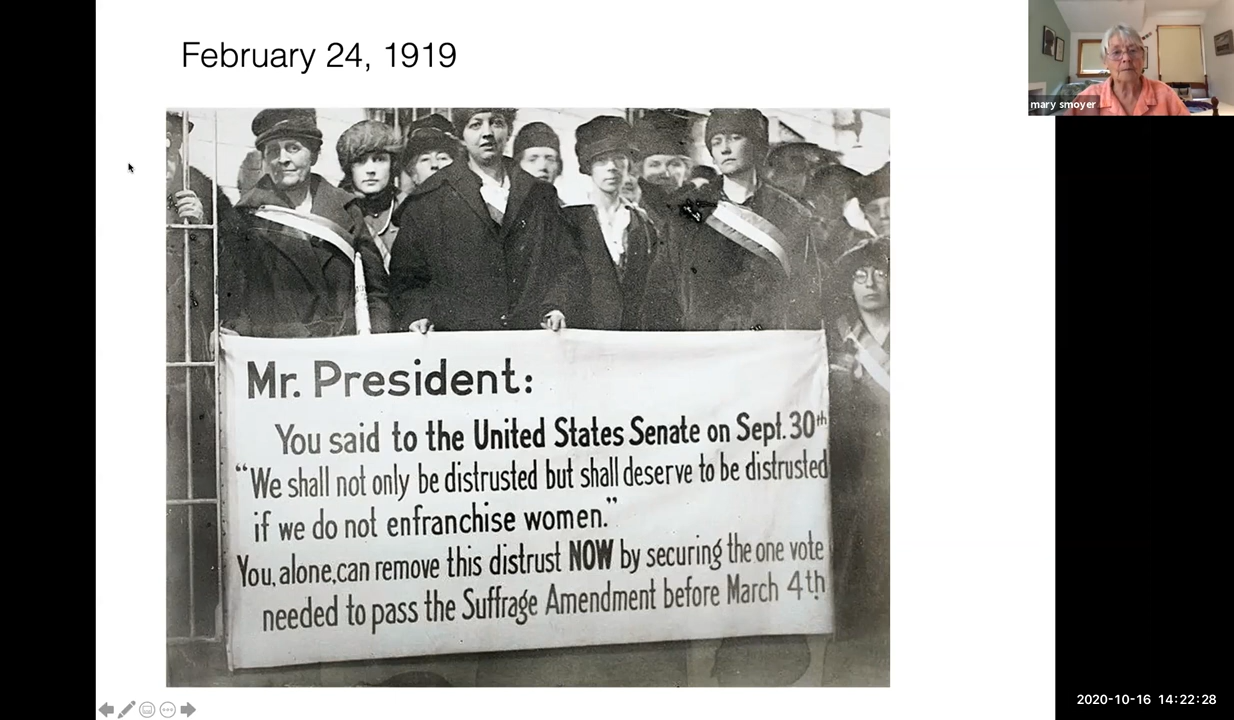 February 24, 1919
mary smoyer
Mr. President:
You said to the United States Senate on Sept. 30th
“We shall not only be distrusted but shall deserve to be distrusted
if we do not enfranchise women.”
You, alone, can remove this distrust NOW by securing the one vote
needed to pass the Suffrage Amendment before March 4th
2020-10-16 14:22:28